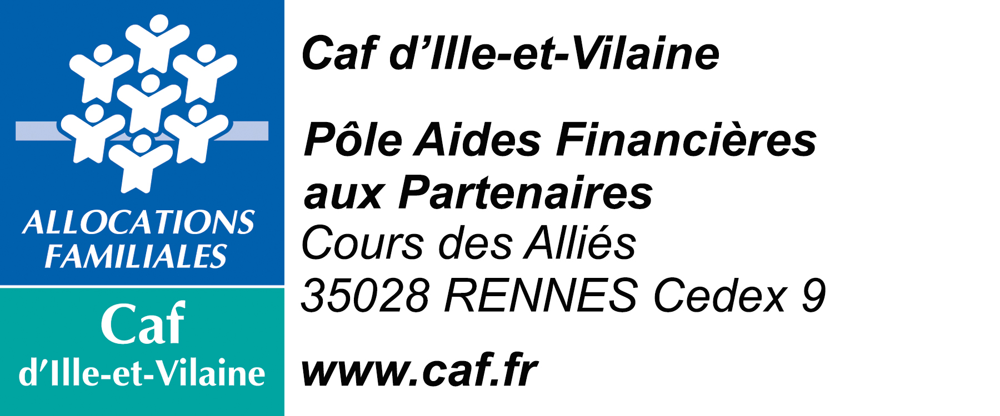 ALLOCATIONS
FAMILIALES
Caf
d’Ille-et-Vilaine
Caf d’Ille-et-Vilaine
Pôle Aides Financières
aux Partenaires
Cours des Alliés
35028 RENNES Cedex 9
www.caf.fr